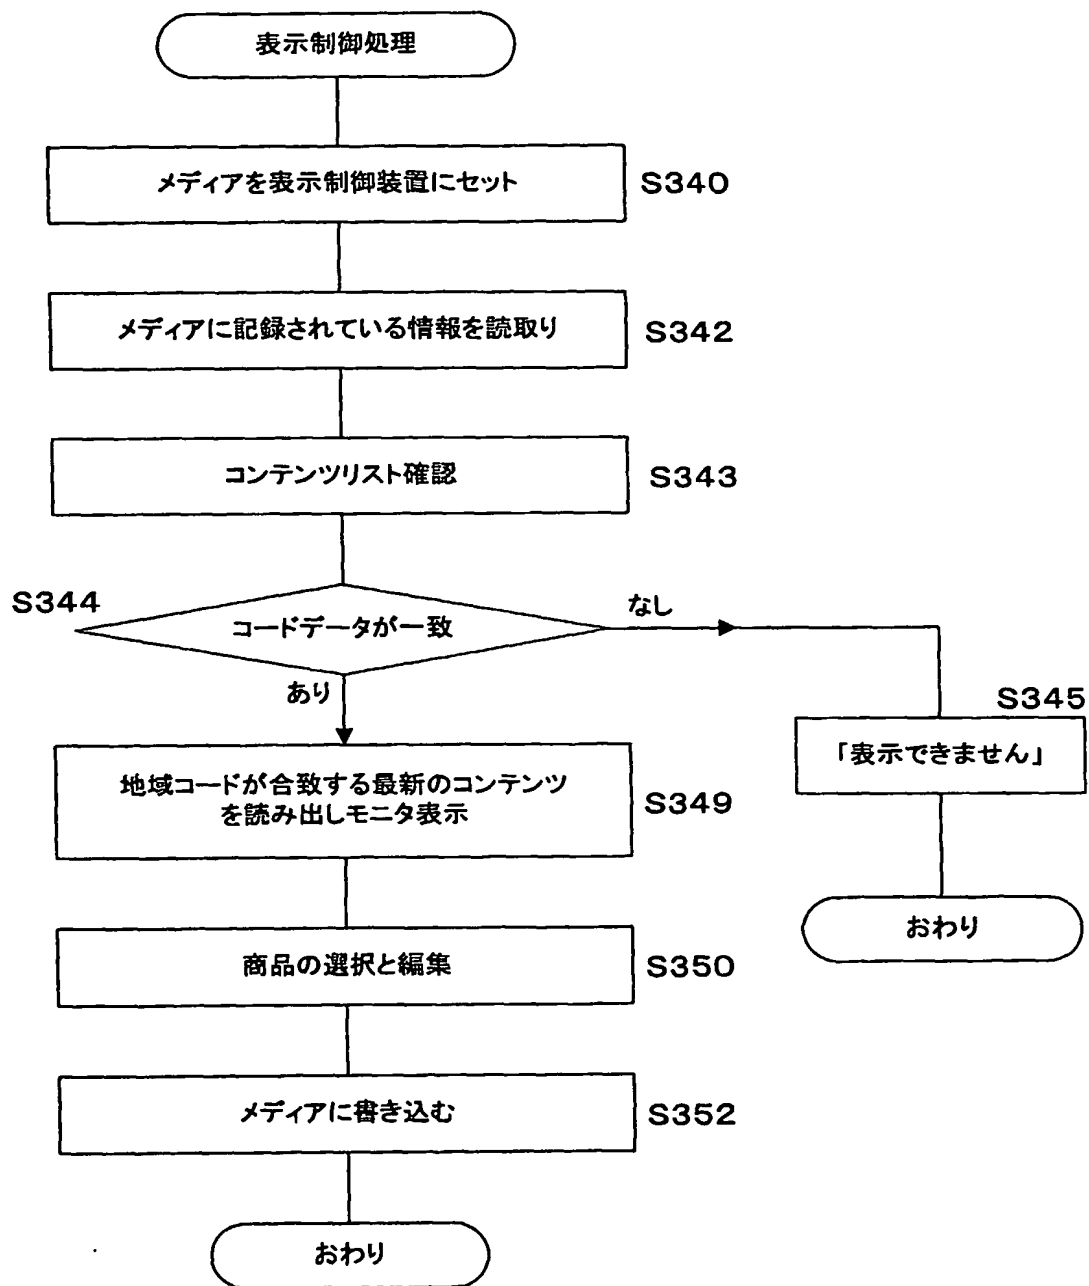 表示制御処理
メディアを表示制御装置にセット
S340
メディアに記録されている情報を読取り
S342
コンテンツリスト確認
S343
S344
コードデータが一致
なし
あり
S345
「表示できません」
地域コードが合致する最新のコンテンツ
を読み出しモニタ表示
S349
おわり
商品の選択と編集
S350
メディアに書き込む
S352
おわり